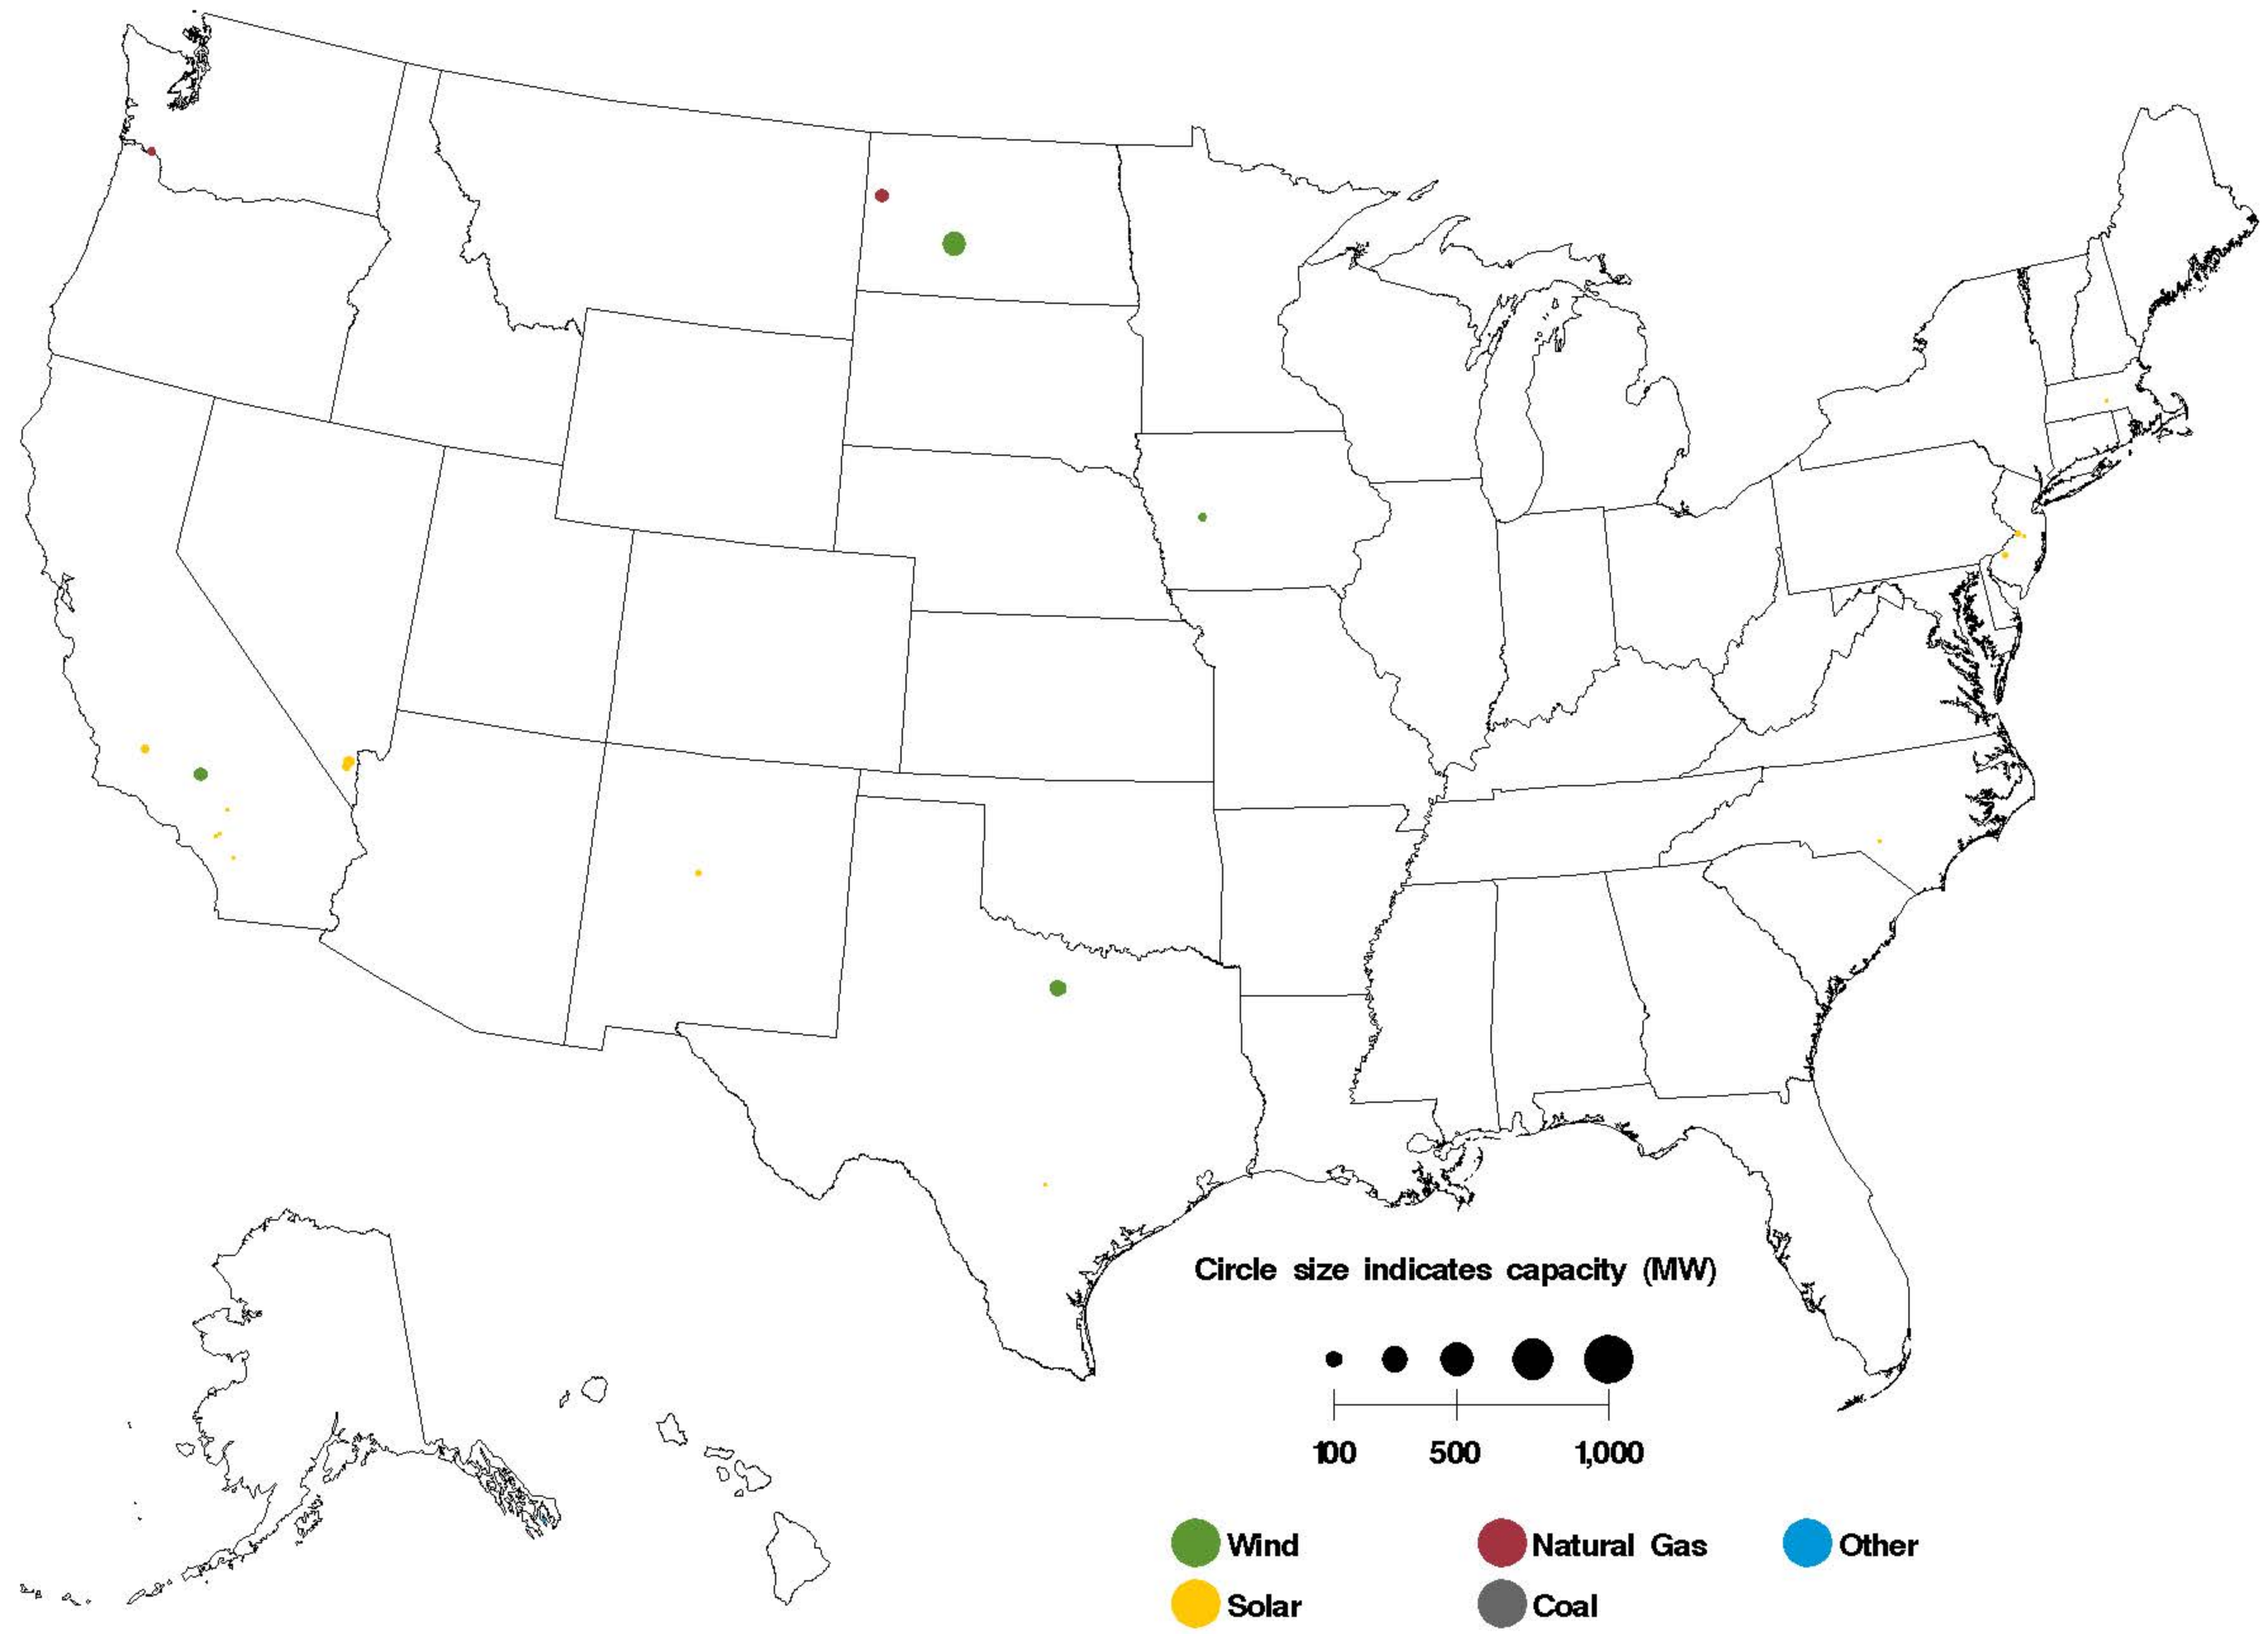 Circle size indicates capacity (MW)
100 500 1,000
Wind Natural Gas Other
Solar Coal